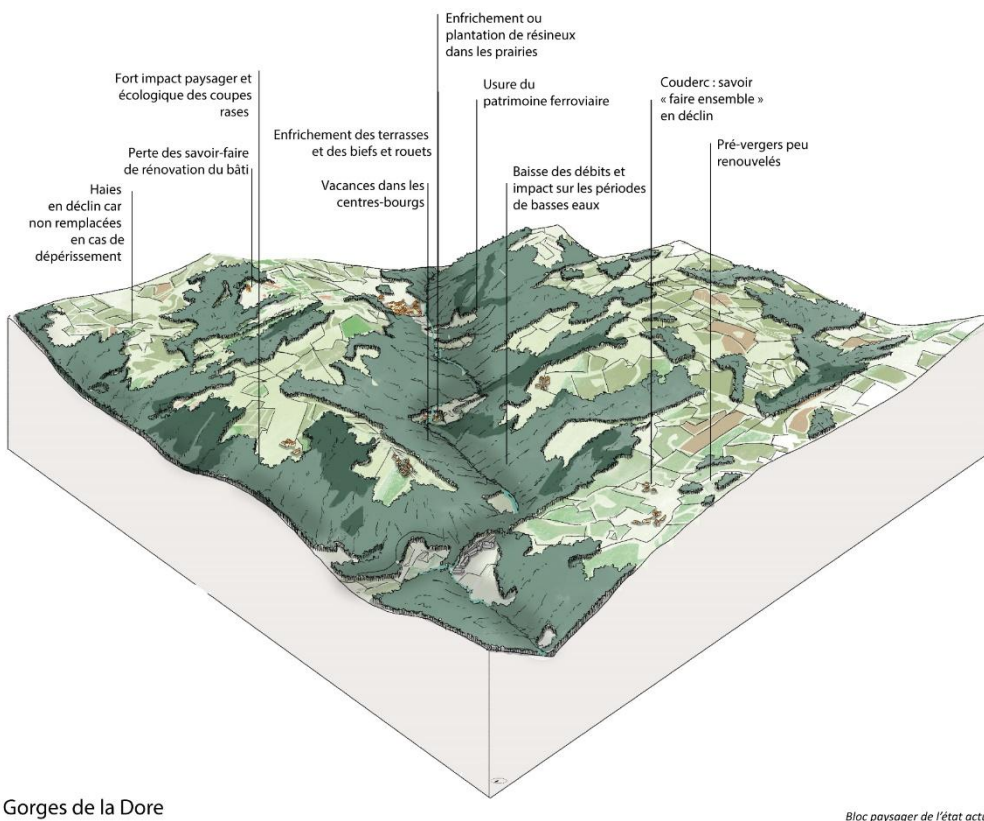 Enfrichement ou
plantation de résineux
dans les prairies
Fort impact paysager et
écologique des coupes
rases
Usure du
patrimoine ferroviaire
Couderc : savoir
« faire ensemble »
en déclin
Enfrichement des terrasses
et des biefs et rouets
Pré-vergers peu
renouvelés
Perte des savoir-faire
de rénovation du bâti
Baisse des débits et
impact sur les périodes
de basses eaux
Vacances dans les
centres-bourgs
Haies
en déclin car
non remplacées
en cas de
dépérissement
Gorges de la Dore
Bloc paysager de l'état actu